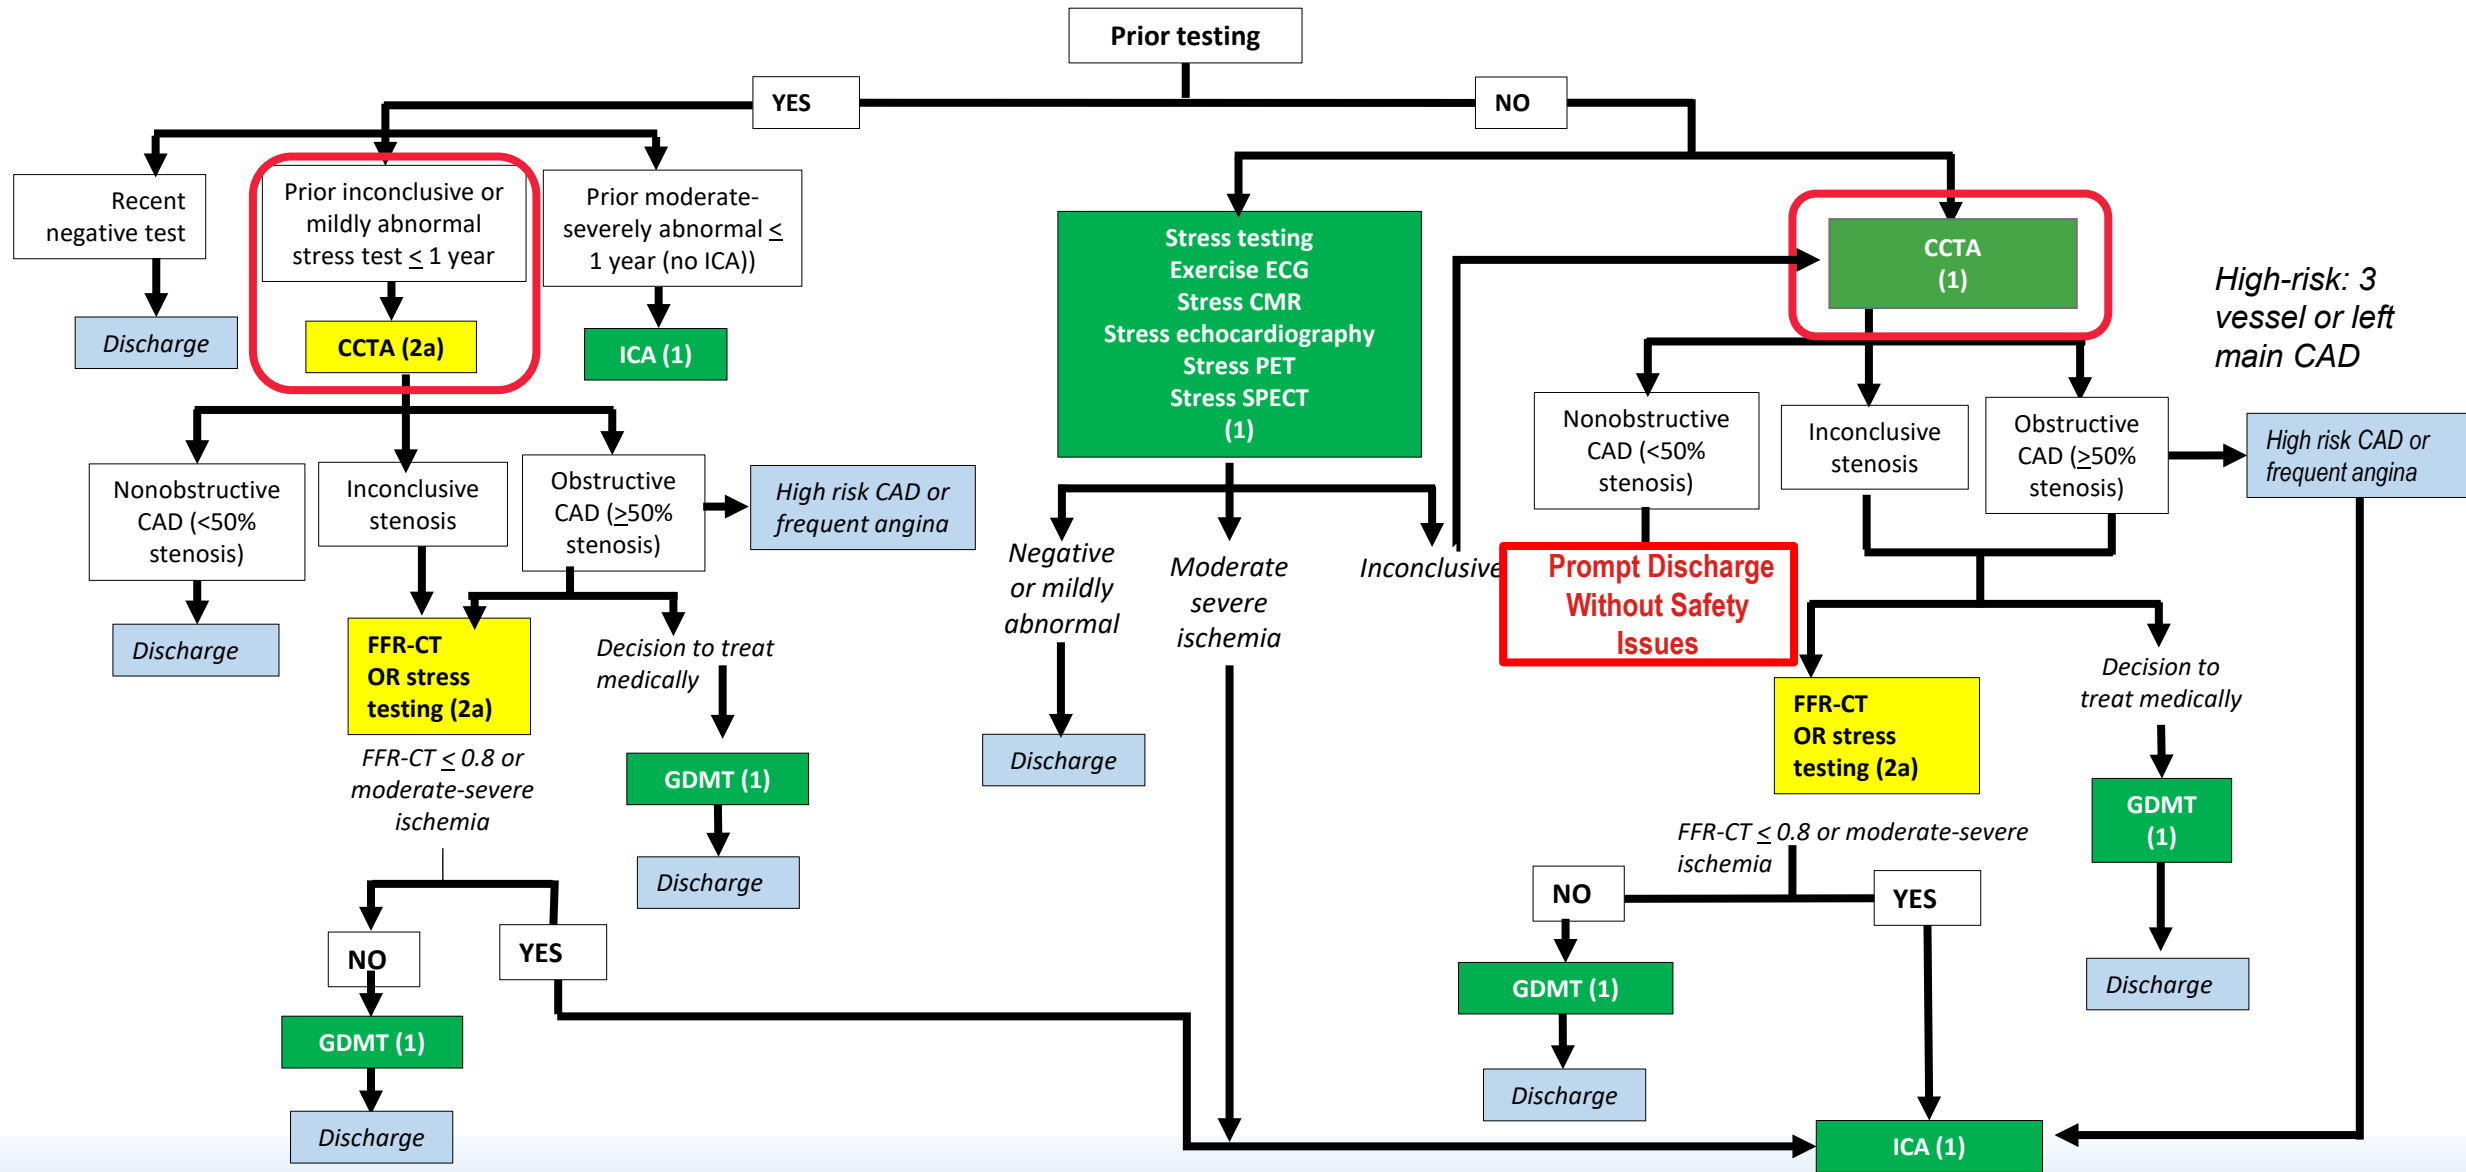 Prior testing
YES
NO
Recent
negative test
Prior inconclusive or
mildly abnormal
stress test < 1 year
Prior moderate-
severely abnormal <
1 year (no ICA))
Discharge
CCTA (2a)
ICA (1)
Nonobstructive
CAD (<50%
stenosis)
Inconclusive
stenosis
Obstructive
CAD (>50%
stenosis)
High risk CAD or
frequent angina
Discharge
FFR-CT
OR stress
testing (2a)
Decision to treat
medically
FFR-CT < 0.8 or
moderate-severe
ischemia
GDMT (1)
Discharge
NO
YES
GDMT (1)
Discharge
Stress testing
Exercise ECG
Stress CMR
Stress echocardiography
Stress PET
Stress SPECT
(1)
Negative
or mildly
abnormal
Moderate
severe
ischemia
Inconclusive
Discharge
CCTA
(1)
High-risk: 3
vessel or left
main CAD
Nonobstructive
CAD (<50%
stenosis)
Inconclusive
stenosis
Obstructive
CAD (>50%
stenosis)
High risk CAD or
frequent angina
Prompt Discharge
Without Safety
Issues
FFR-CT
OR stress
testing (2a)
Decision to
treat medically
GDMT
(1)
Discharge
FFR-CT < 0.8 or moderate-severe
ischemia
NO
YES
GDMT (1)
Discharge
ICA (1)